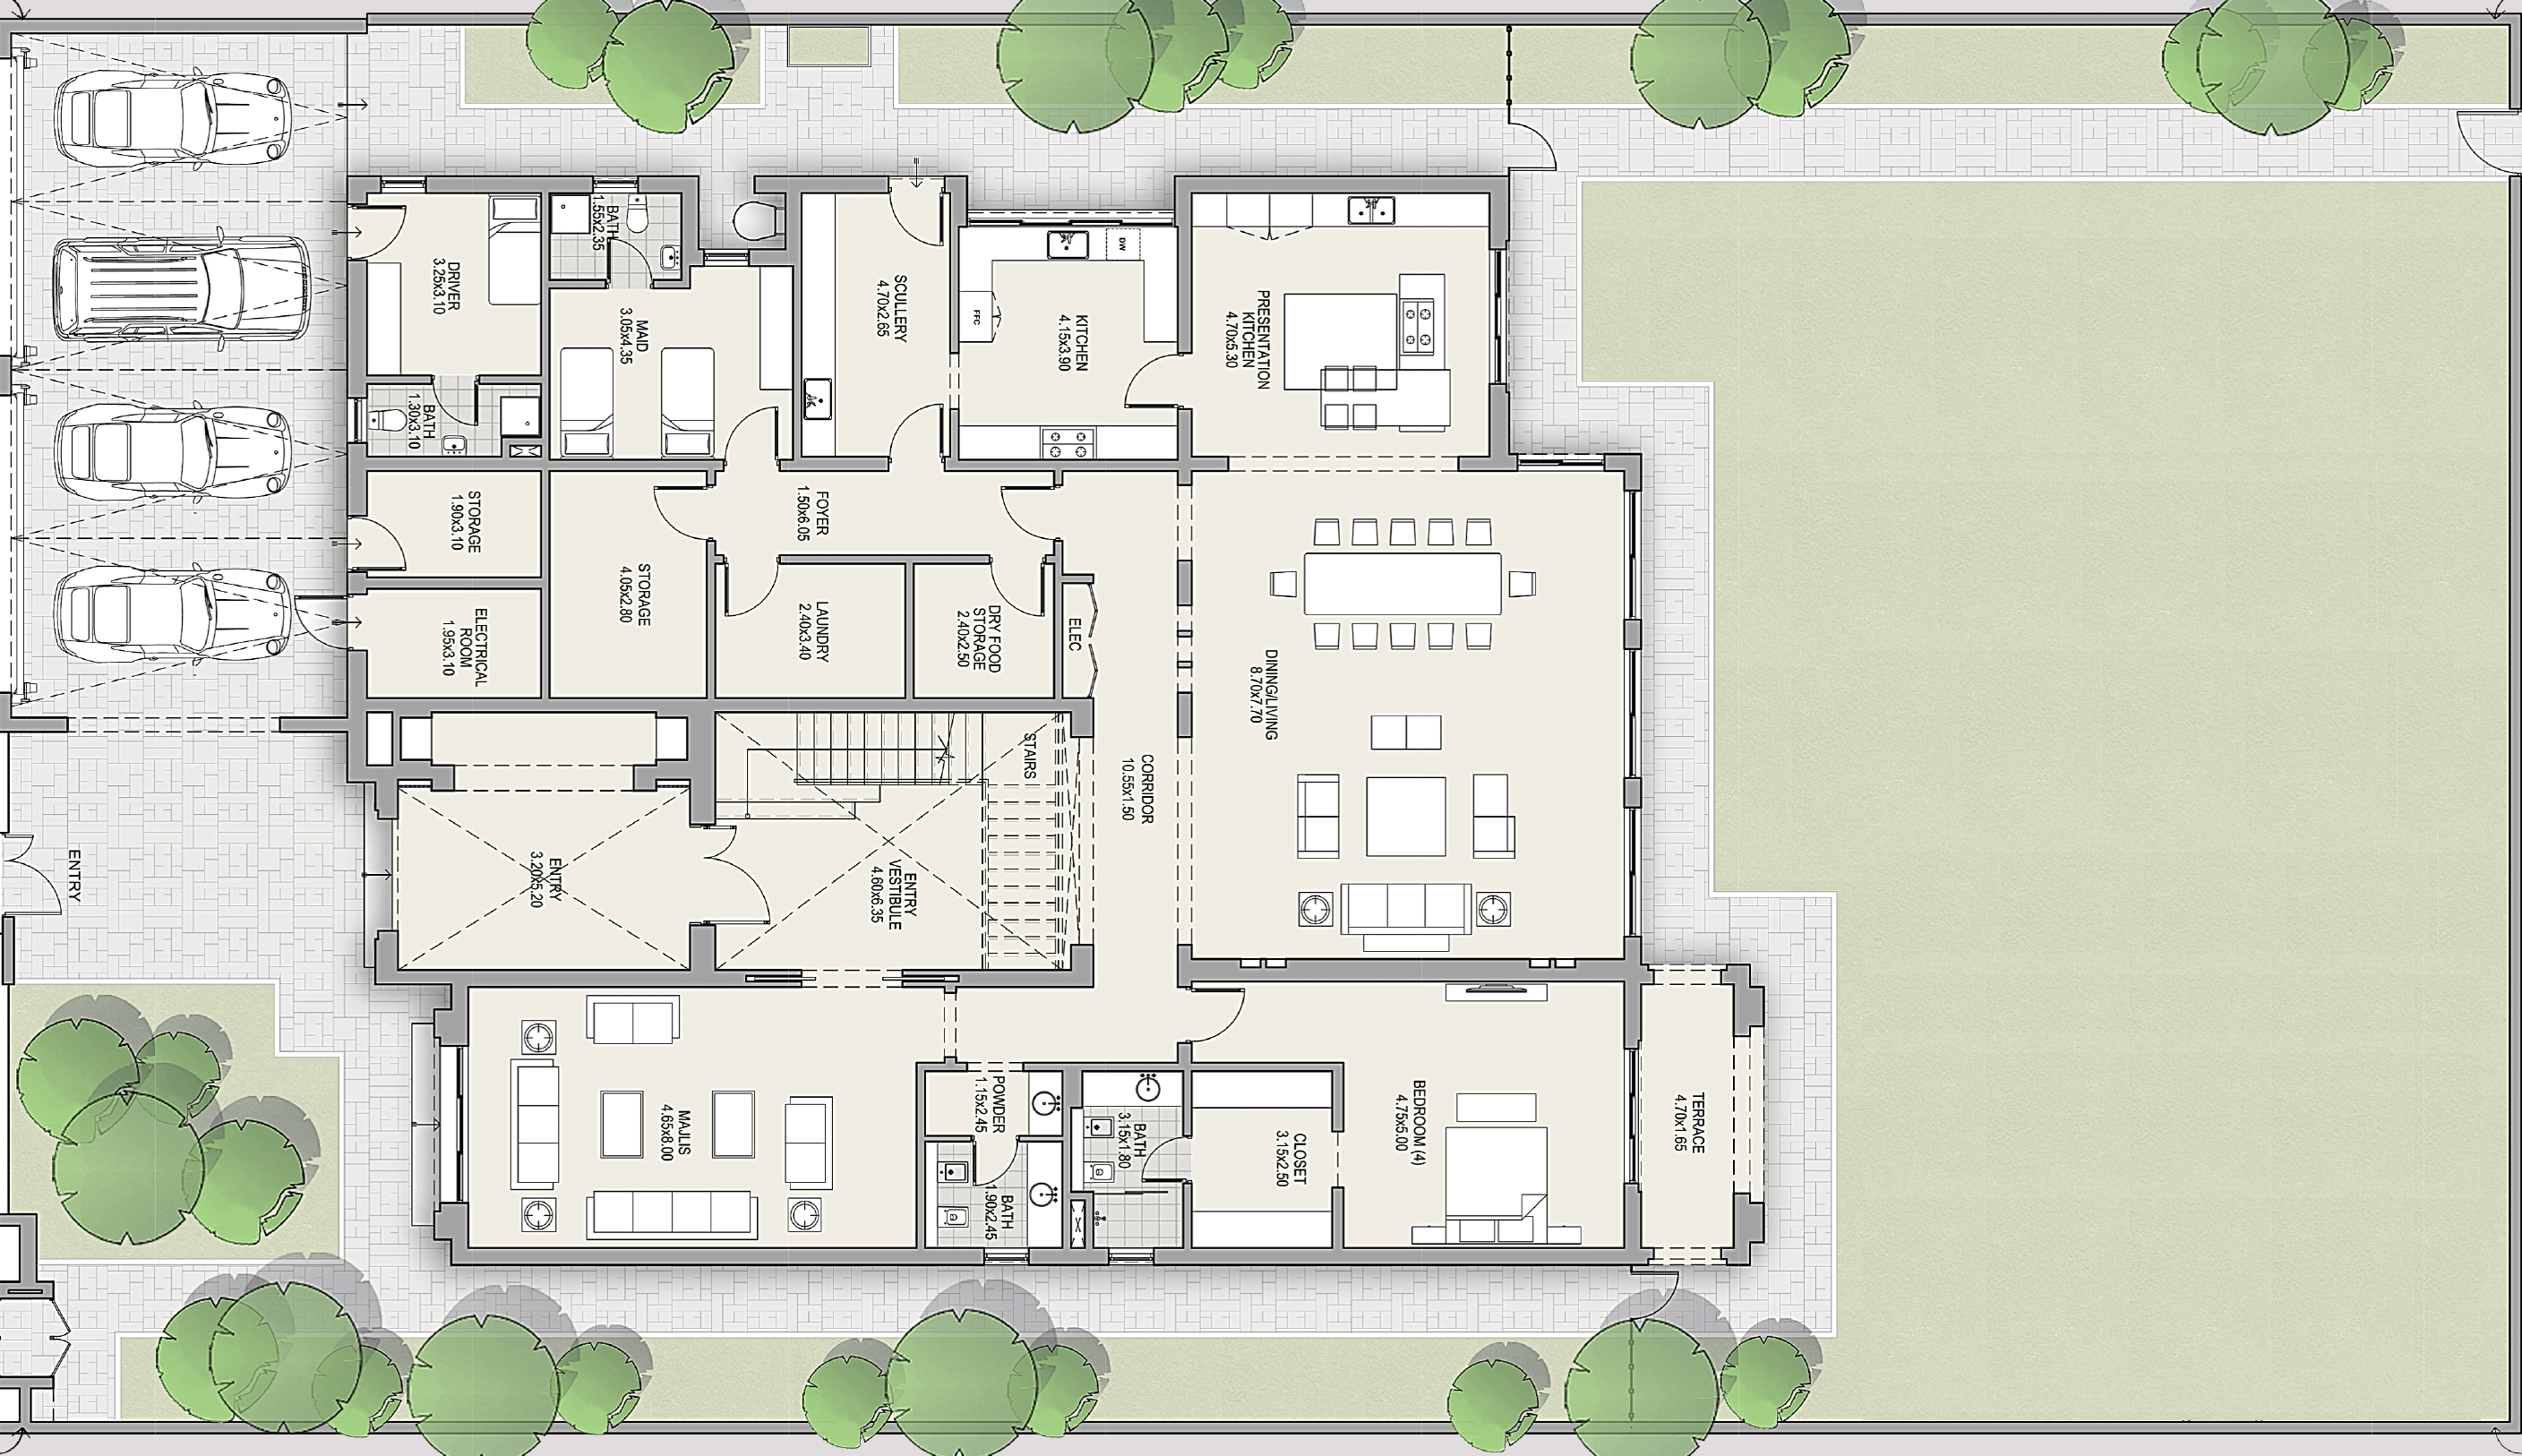 DRIVER
3.25x3.10
BATH
1.55x2.35
MAID
3.05x4.35
SCULLERY
4.70x2.65
KITCHEN
4.15x3.90
DW
FFC
PRESENTATION
KITCHEN
4.70x5.30
BATH
1.30x3.10
STORAGE
1.90x3.10
ELECTRICAL
ROOM
1.95x3.10
STORAGE
4.05x2.80
FOYER
1.50x6.05
LAUNDRY
2.40x3.40
DRY FOOD
STORAGE
2.40x2.50
ELEC
DINING/LIVING
8.70x7.70
STAIRS
CORRIDOR
10.55x1.50
ENTRY
ENTRY
3.20x5.20
ENTRY
VESTIBULE
4.60x6.35
MAJLIS
4.65x8.00
POWDER
1.15x2.45
BATH
1.90x2.45
BATH
3.15x1.80
CLOSET
3.15x2.50
BEDROOM (4)
4.75x5.00
TERRACE
4.70x1.65